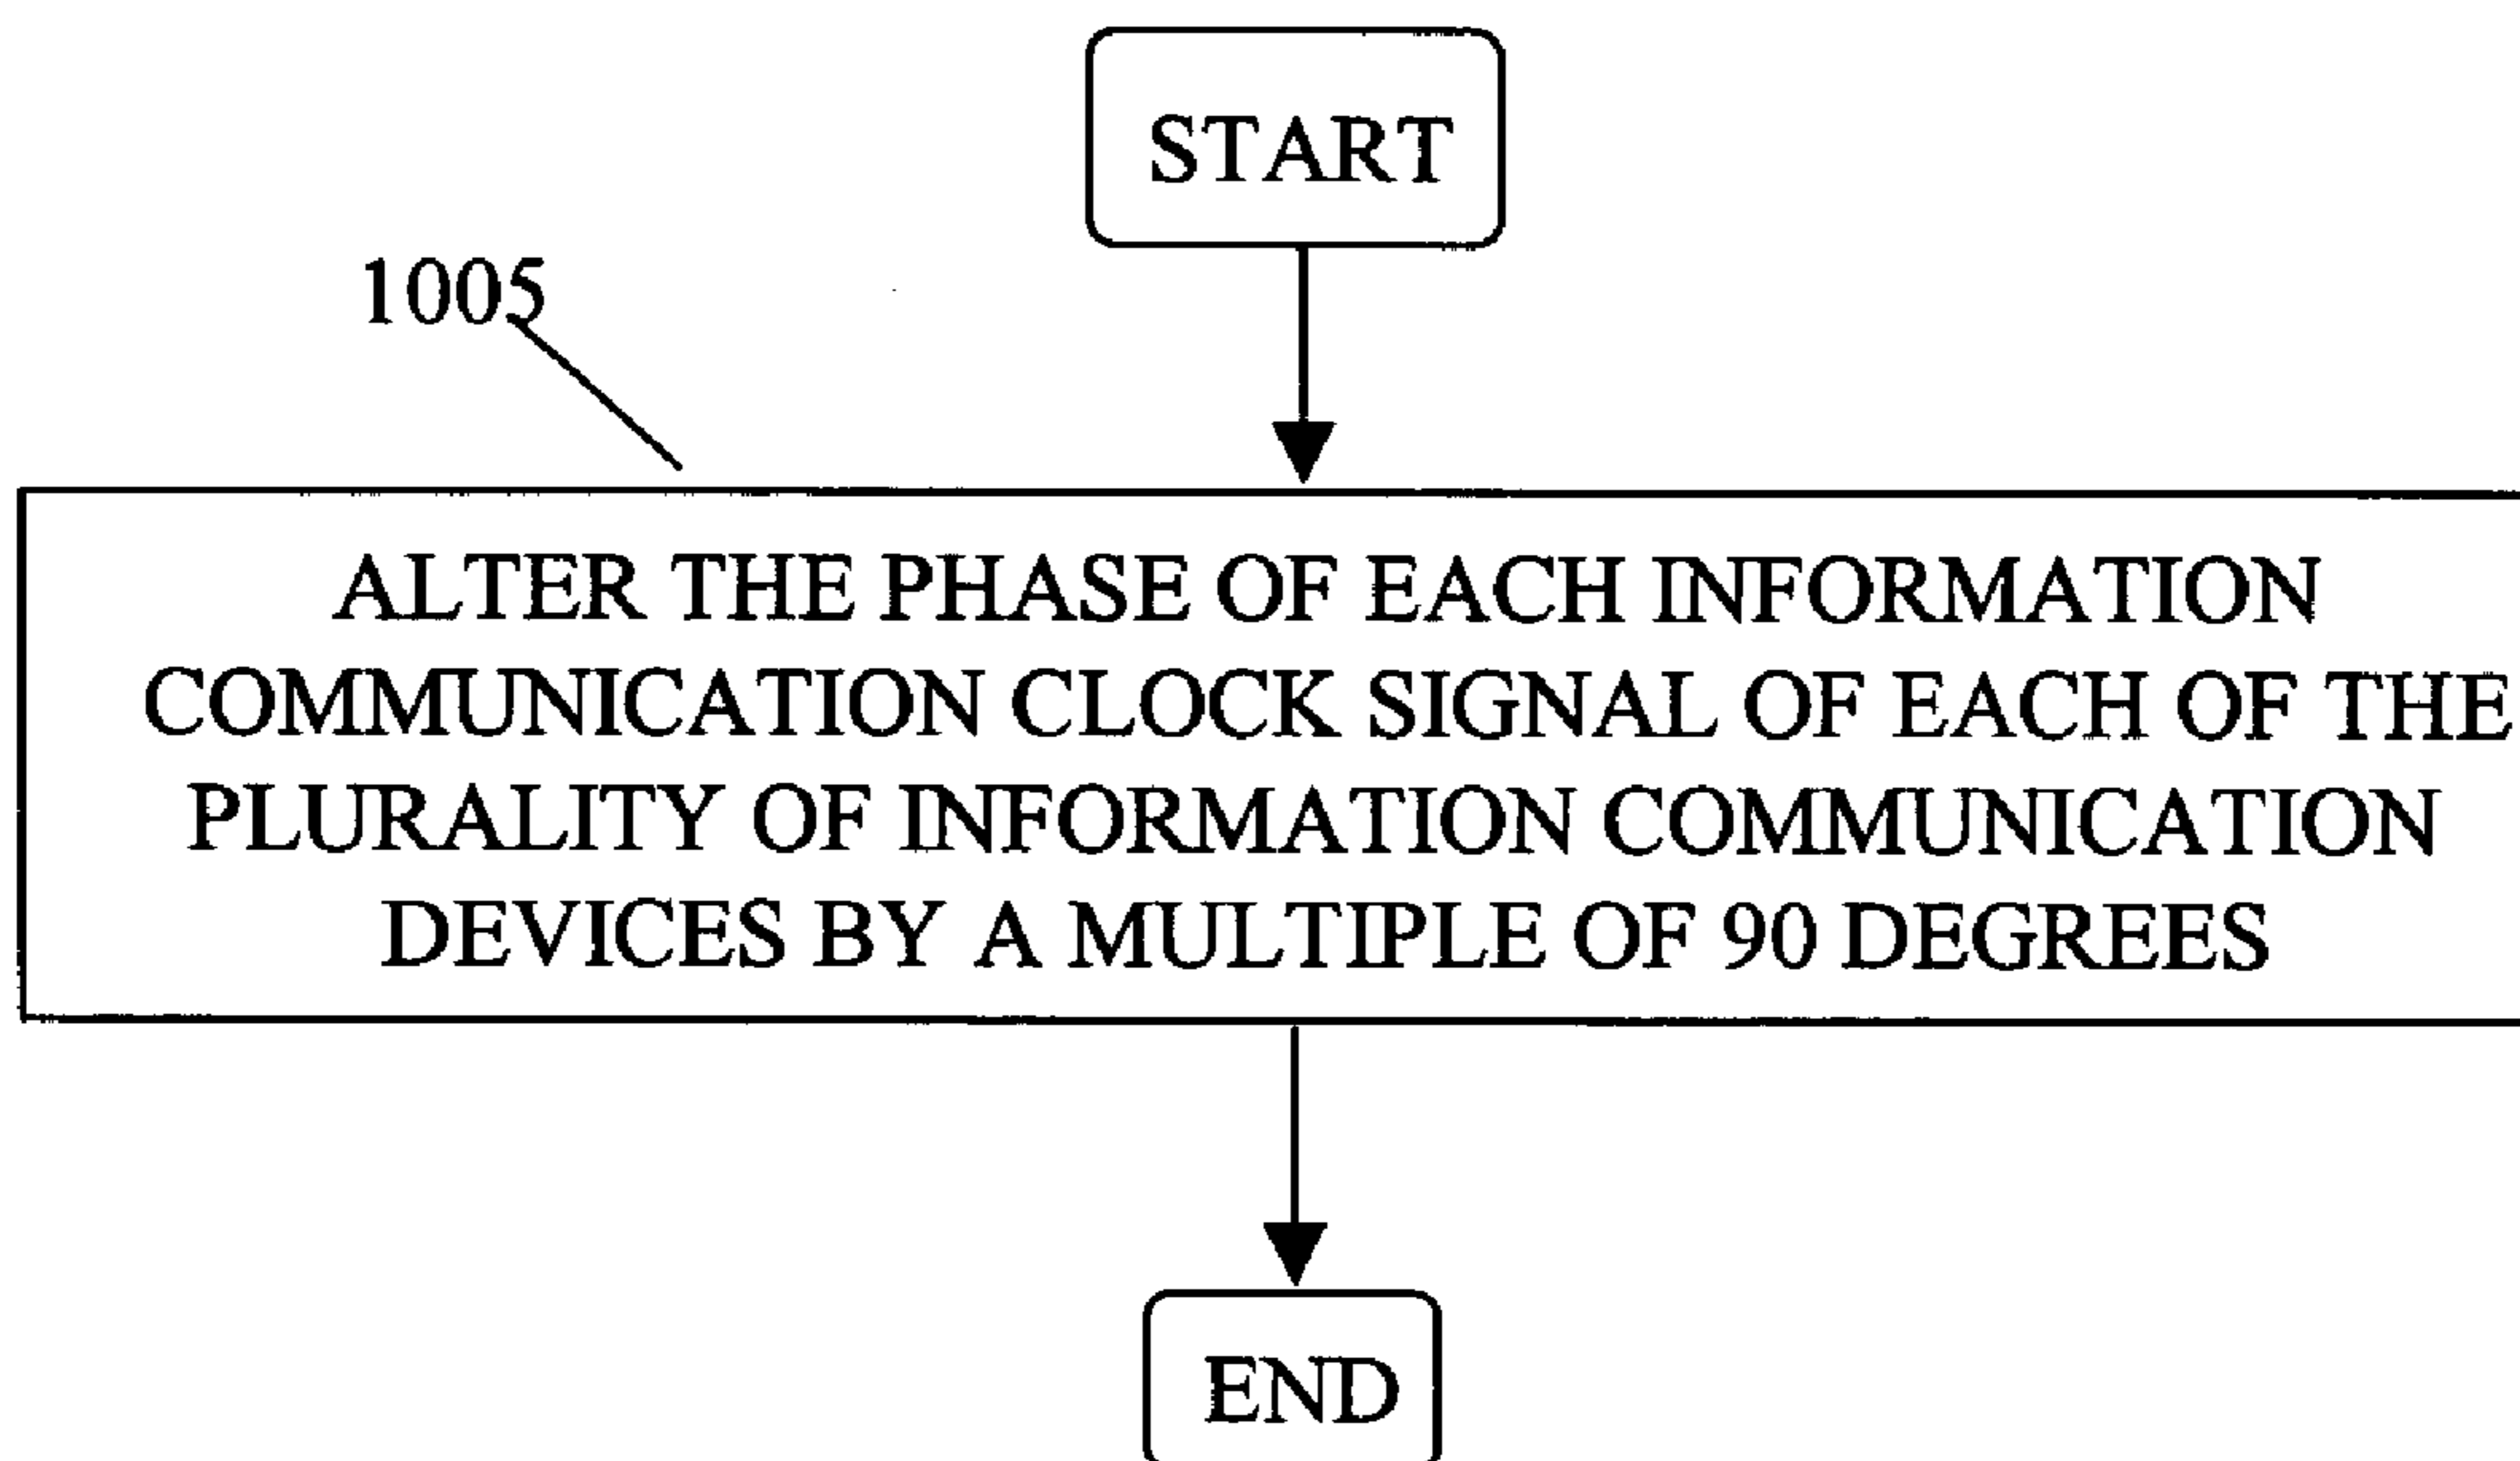 START
1005
ALTER THE PHASE OF EACH INFORMATION
COMMUNICATION CLOCK SIGNAL OF EACH OF THE
PLURALITY OF INFORMATION COMMUNICATION
DEVICES BY A MULTIPLE OF 90 DEGREES
END